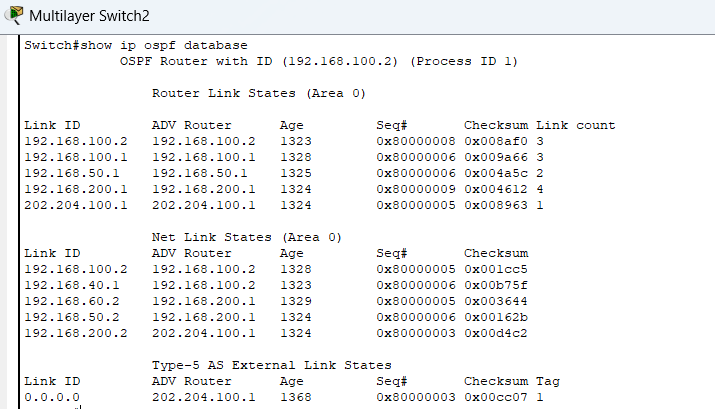 Multilayer Switch2
Switch#show ip ospf database
OSPF Router with ID (192.168.100.2) (Process ID 1)
Router Link States (Area 0)
Link ID ADV Router Age Seq# Checksum Link count
192.168.100.2 192.168.100.2 1323 0x80000008 0x008af0 3
192.168.100.1 192.168.100.1 1328 0x80000006 0x009a66 3
192.168.50.1 192.168.50.1 1325 0x80000006 0x004a5c 2
192.168.200.1 192.168.200.1 1324 0x80000009 0x004612 4
202.204.100.1 202.204.100.1 1324 0x80000005 0x008963 1
Net Link States (Area 0)
Link ID ADV Router Age Seq# Checksum
192.168.100.2 192.168.100.2 1328 0x80000005 0x001cc5
192.168.40.1 192.168.100.2 1323 0x80000006 0x00b75f
192.168.60.2 192.168.200.1 1329 0x80000005 0x003644
192.168.50.2 192.168.200.1 1324 0x80000006 0x00162b
192.168.200.2 202.204.100.1 1324 0x80000003 0x00d4c2
Type-5 AS External Link States
Link ID ADV Router Age Seq# Checksum Tag
0.0.0.0 202.204.100.1 1368 0x80000003 0x00cc07 1